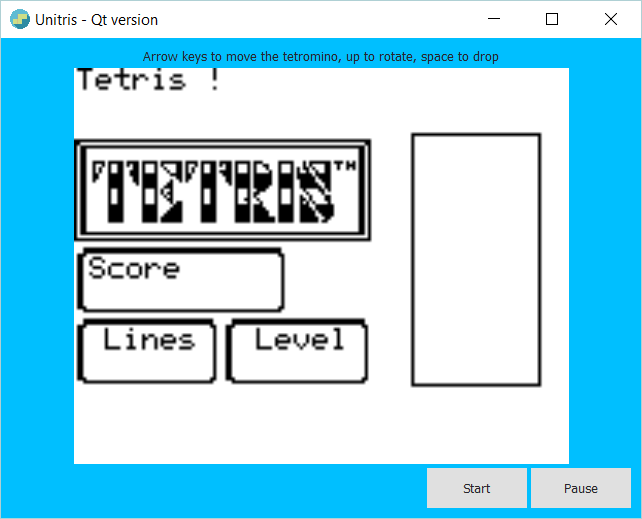 Unitris - Qt version
Arrow keys to move the tetromino, up to rotate, space to drop
Tetris !
TETRIS™
Score
Lines Level
Start Pause